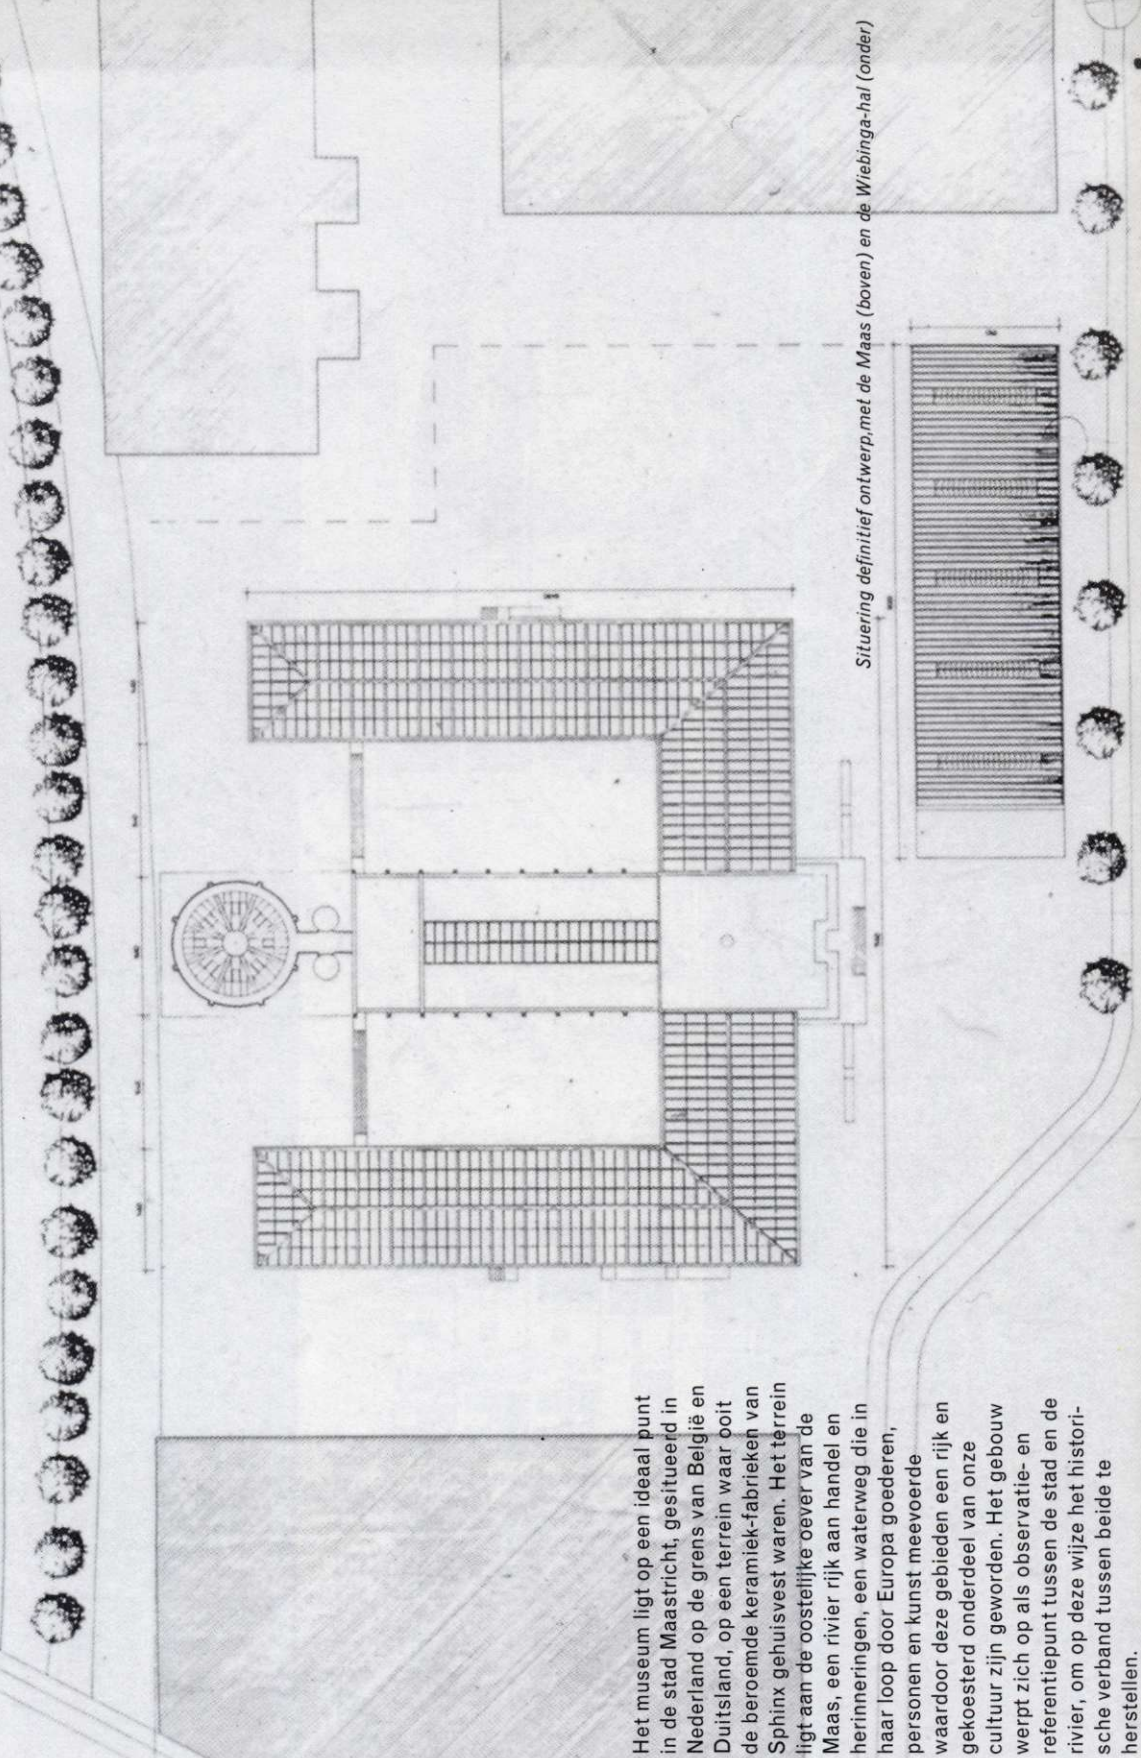 Situering definitief ontwerp,met de Maas (boven) en de Wiebinga-hal (onder)
Het museum ligt op een ideaal punt
in de stad Maastricht, gesitueerd in
Nederland op de grens van België en
Duitsland, op een terrein waar ooit
de beroemde keramiek-fabrieken van
Sphinx gehuisvest waren. Het terrein
ligt aan de oostelijke oever van de
Maas, een rivier rijk aan handel en
herinneringen, een waterweg die in
haar loop door Europa goederen,
personen en kunst meevoerde
waardoor deze gebieden een rijk en
gekoesterd onderdeel van onze
cultuur zijn geworden. Het gebouw
werpt zich op als observatie- en
referentiepunt tussen de stad en de
rivier, om op deze wijze het histori-
sche verband tussen beide te
herstellen.